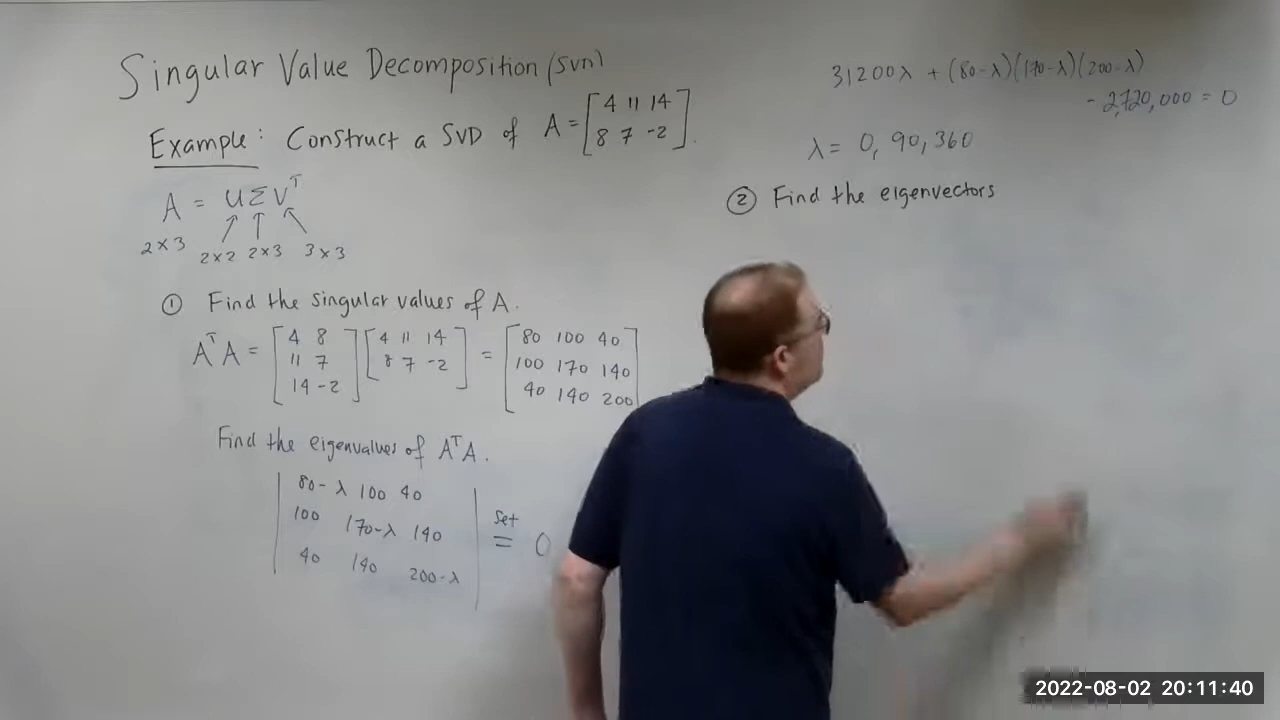 Singular Value Decomposition (SVD)
Example: Construct a SVD of A = [4 11 14
8 7 -2].
A = UΣVᵀ
2×3 2×2 2×3 3×3
① Find the singular values of A.
AᵀA = [4 8
11 7
14 -2] [4 11 14
8 7 -2] = [80 100 40
100 170 140
40 140 200]
Find the eigenvalues of AᵀA.
|80-λ 100 40
100 170-λ 140
40 140 200-λ| set = 0
31200λ + (80-λ)(170-λ)(200-λ)
- 2,720,000 = 0
λ = 0, 90, 360
② Find the eigenvectors
2022-08-02 20:11:40